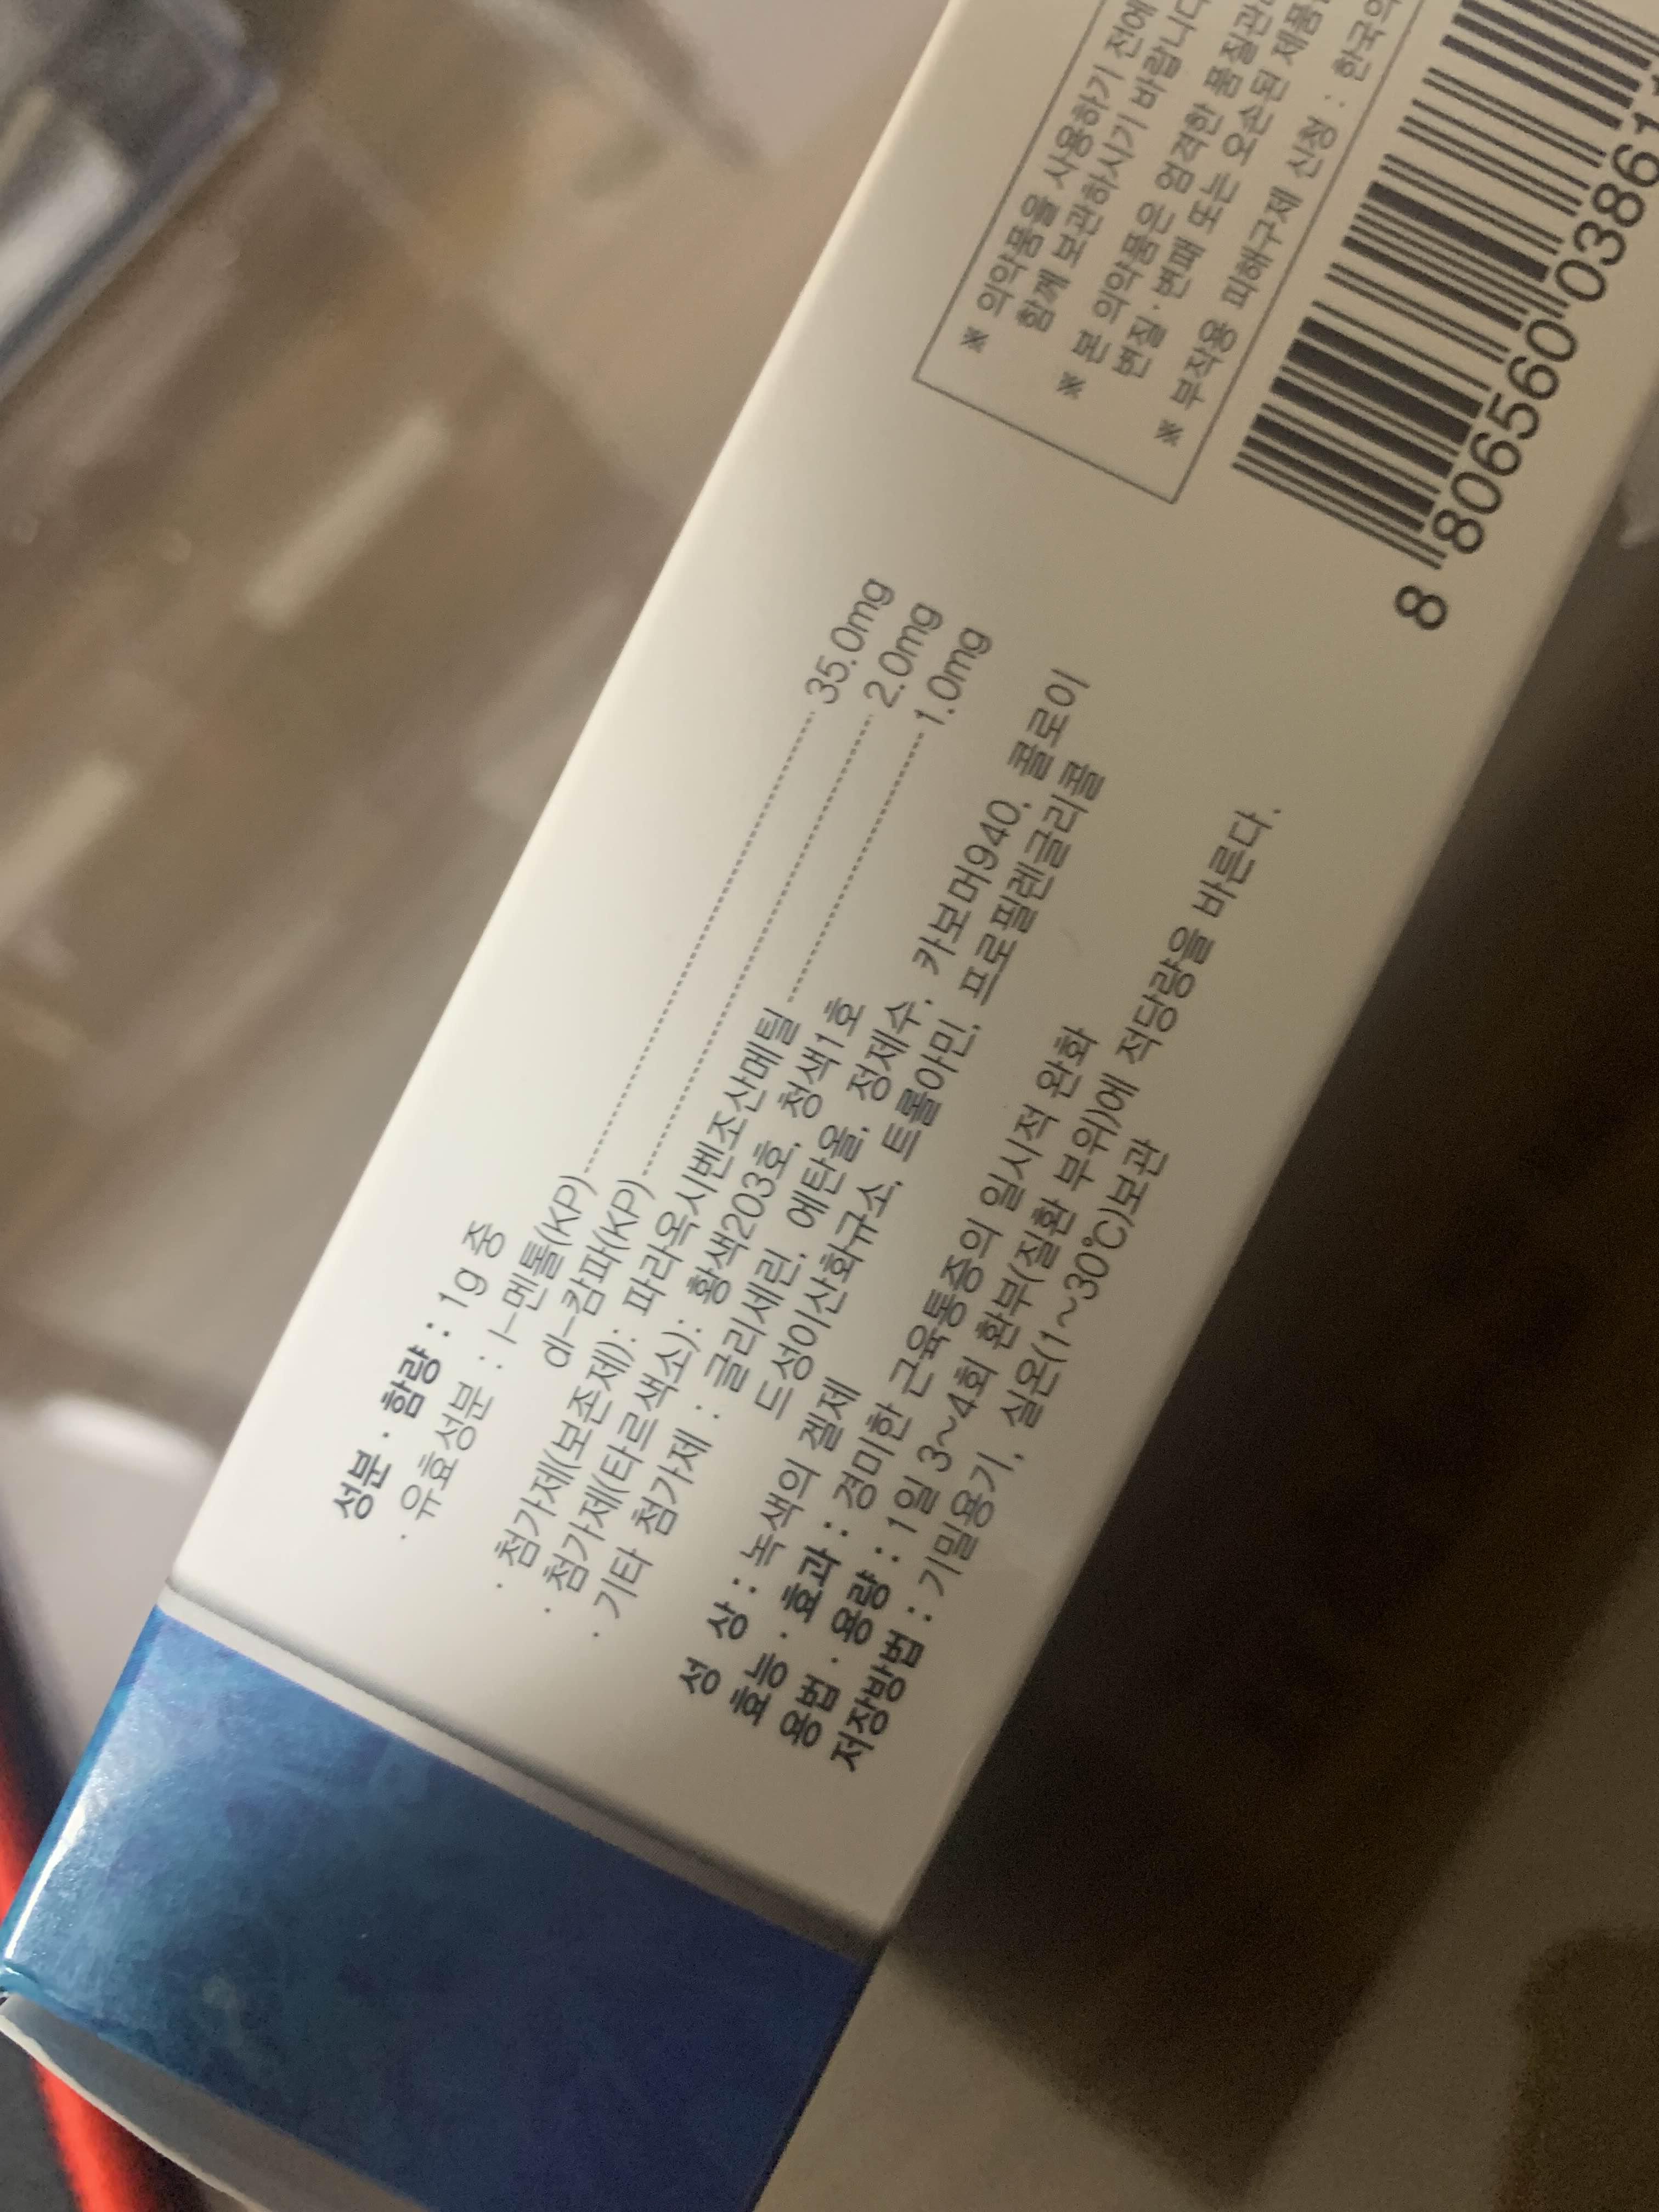 성분 · 함량 : 1g 중
· 유효성분 : l-멘톨(KP) 35.0mg
dl-캄파(KP) 2.0mg
· 첨가제(보존제): 파라옥시벤조산메틸 1.0mg
· 첨가제(타르색소): 황색203호, 청색1호
· 기타 첨가제 : 글리세린, 에탄올, 정제수, 카보머940, 콜로이
드성이산화규소, 트롤아민, 프로필렌글리콜
성 상 : 녹색의 겔제
효능 · 효과 : 경미한 근육통증의 일시적 완화
용법 · 용량 : 1일 3~4회 환부(질환 부위)에 적당량을 바른다.
저장방법 : 기밀용기, 실온(1~30℃)보관
※ 의약품을 사용하기 전에
함께 보관하시기 바랍니다
※ 본 의약품은 엄격한 품질관
변질·변패 또는 오손된 제품
※ 부작용 피해구제 신청 : 한국의
8 806560 03861